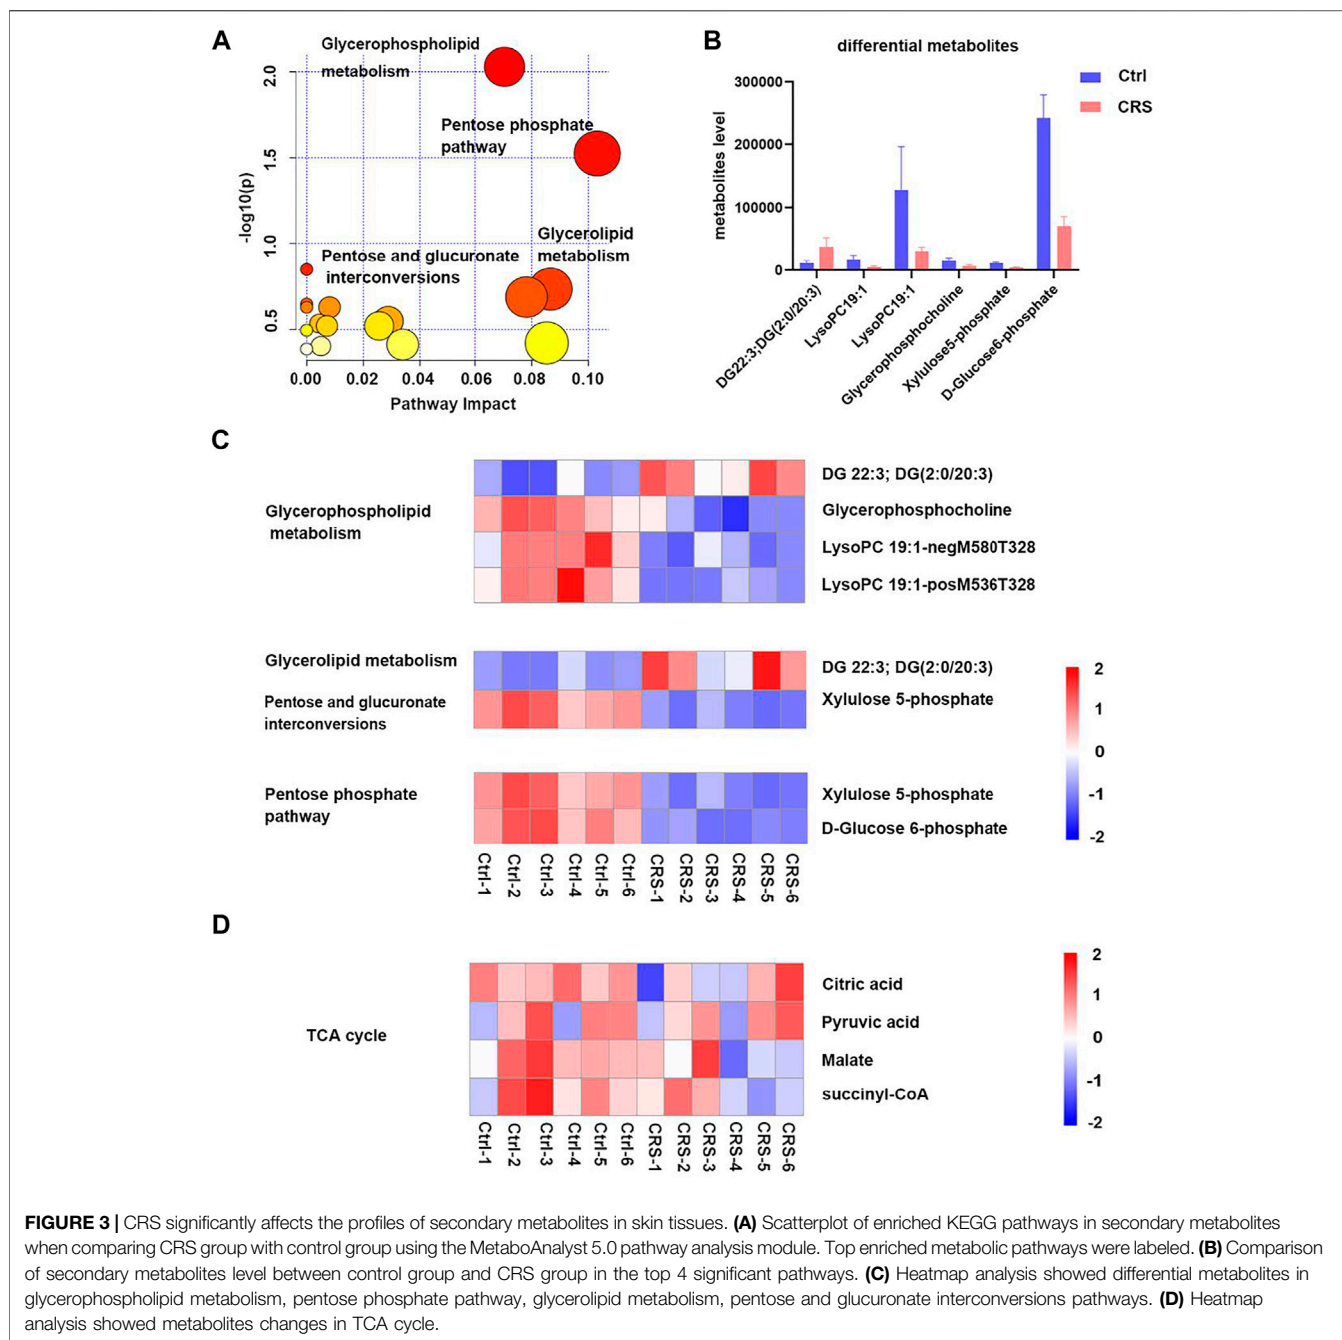 A
Glycerophospholipid
metabolism
Pentose phosphate
pathway
Glycerolipid
metabolism
Pentose and glucuronate
interconversions
-log10(p)
2.0
1.5
1.0
0.5
0.00 0.02 0.04 0.06 0.08 0.10
Pathway Impact
B
differential metabolites
Ctrl
CRS
metabolites level
300000
200000
100000
0
DG22:3;DG(2:0/20:3)
LysoPC19:1
LysoPC19:1
Glycerophosphocholine
Xylulose5-phosphate
D-Glucose6-phosphate
C
Glycerophospholipid
metabolism
DG 22:3; DG(2:0/20:3)
Glycerophosphocholine
LysoPC 19:1-negM580T328
LysoPC 19:1-posM536T328
Glycerolipid metabolism
DG 22:3; DG(2:0/20:3)
Pentose and glucuronate
interconversions
Xylulose 5-phosphate
Pentose phosphate
pathway
Xylulose 5-phosphate
D-Glucose 6-phosphate
2
1
0
-1
-2
Ctrl-1 Ctrl-2 Ctrl-3 Ctrl-4 Ctrl-5 Ctrl-6 CRS-1 CRS-2 CRS-3 CRS-4 CRS-5 CRS-6
D
TCA cycle
Citric acid
Pyruvic acid
Malate
succinyl-CoA
2
1
0
-1
-2
Ctrl-1 Ctrl-2 Ctrl-3 Ctrl-4 Ctrl-5 Ctrl-6 CRS-1 CRS-2 CRS-3 CRS-4 CRS-5 CRS-6
FIGURE 3 | CRS significantly affects the profiles of secondary metabolites in skin tissues. (A) Scatterplot of enriched KEGG pathways in secondary metabolites
when comparing CRS group with control group using the MetaboAnalyst 5.0 pathway analysis module. Top enriched metabolic pathways were labeled. (B) Comparison
of secondary metabolites level between control group and CRS group in the top 4 significant pathways. (C) Heatmap analysis showed differential metabolites in
glycerophospholipid metabolism, pentose phosphate pathway, glycerolipid metabolism, pentose and glucuronate interconversions pathways. (D) Heatmap
analysis showed metabolites changes in TCA cycle.